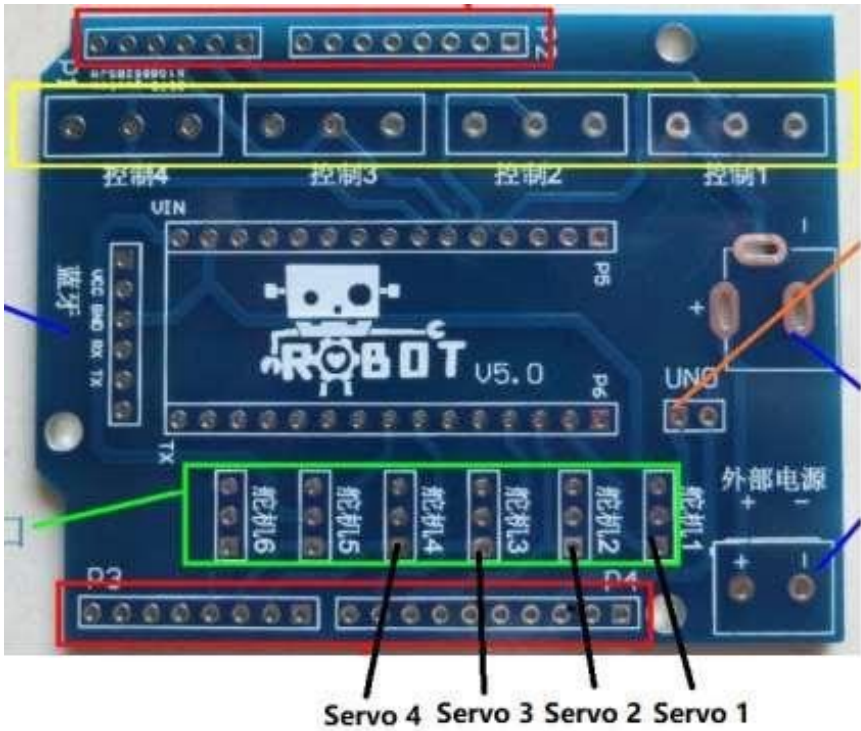 P2
P1
控制4 控制3 控制2 控制1
VIN
P5
蓝牙
VCC GND RX TX
ROBOT V5.0
UNO
P6
TX
外部电源
+ -
+ -
+
-
舵机6 舵机5 舵机4 舵机3 舵机2 舵机1
P3 P4
口
Servo 4 Servo 3 Servo 2 Servo 1